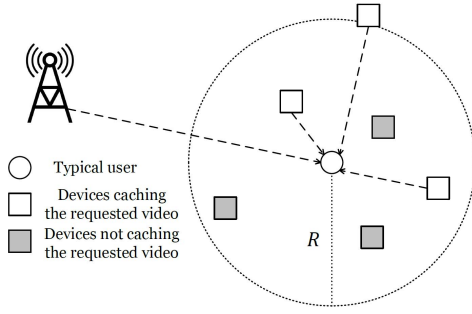 Typical user
Devices caching
the requested video
Devices not caching
the requested video
R